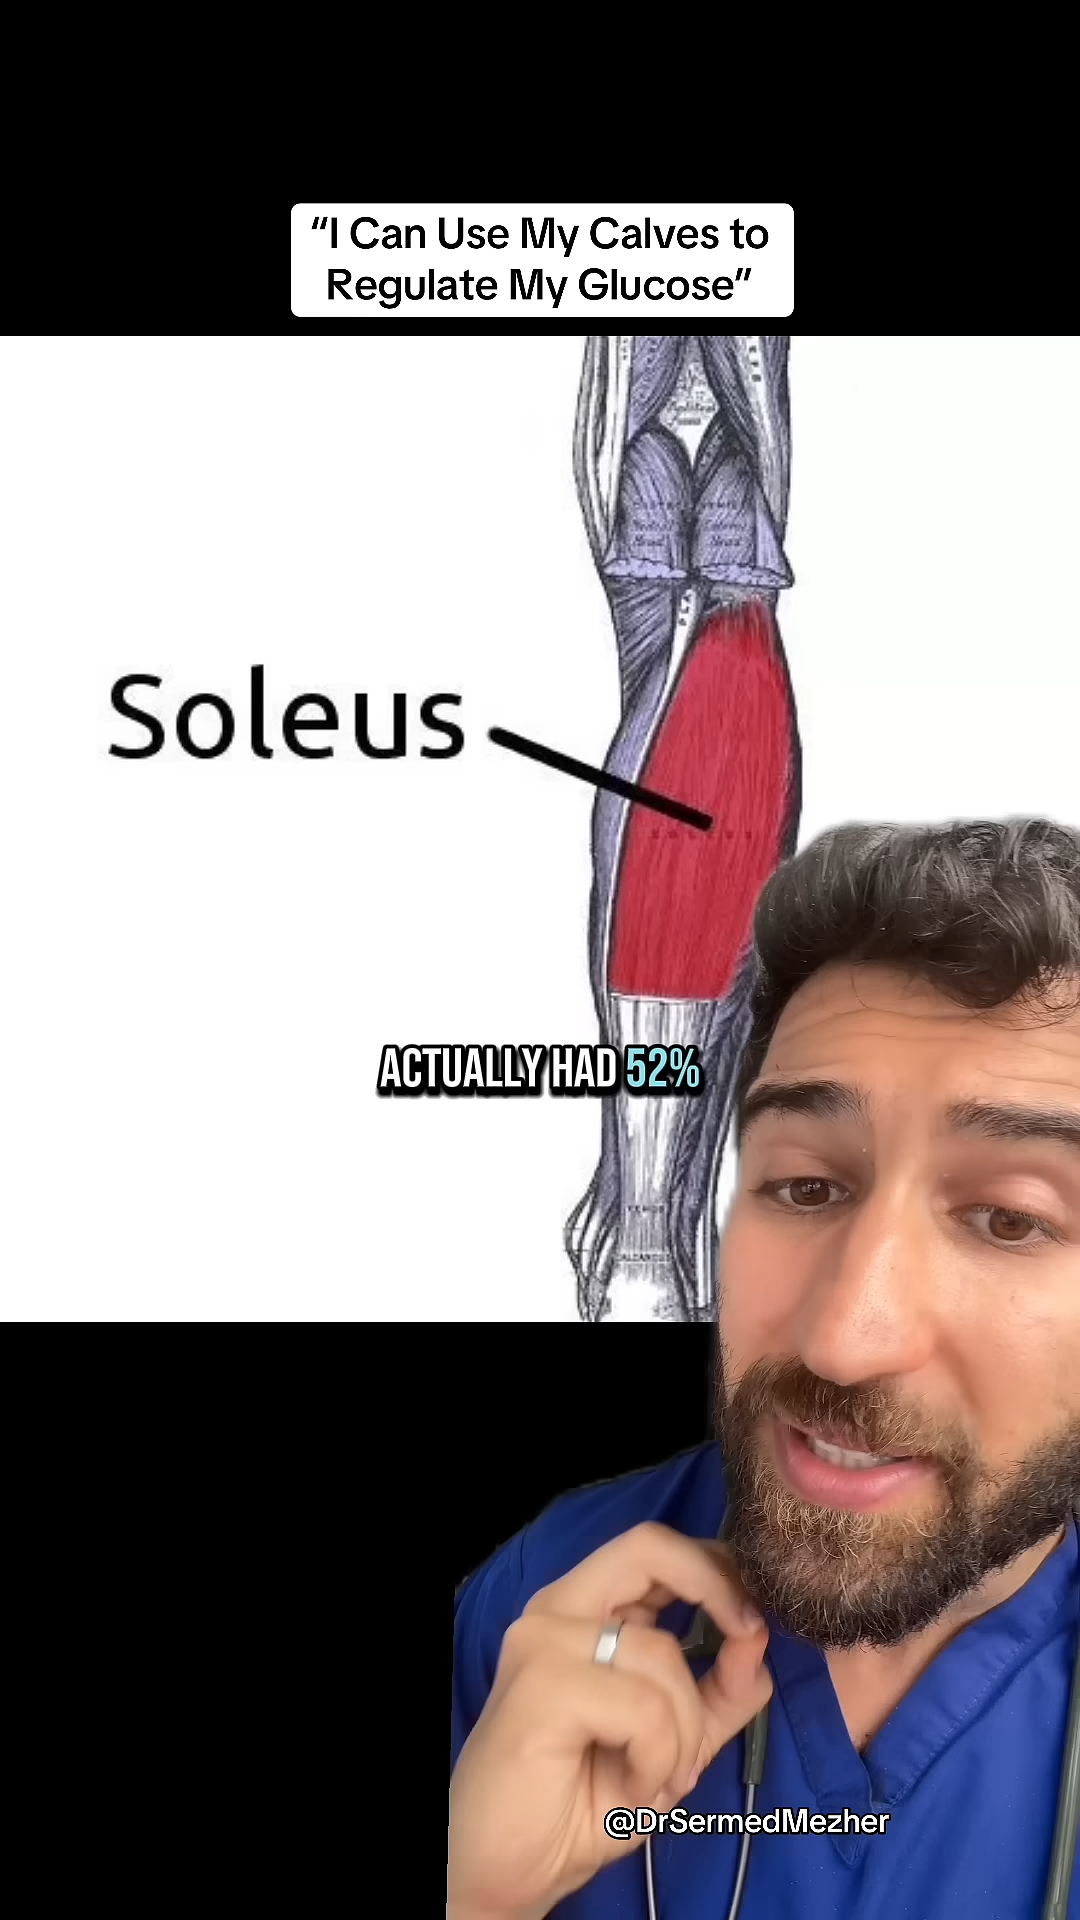 “I Can Use My Calves to
Regulate My Glucose”
Soleus
ACTUALLY HAD 52%
@DrSermedMezher